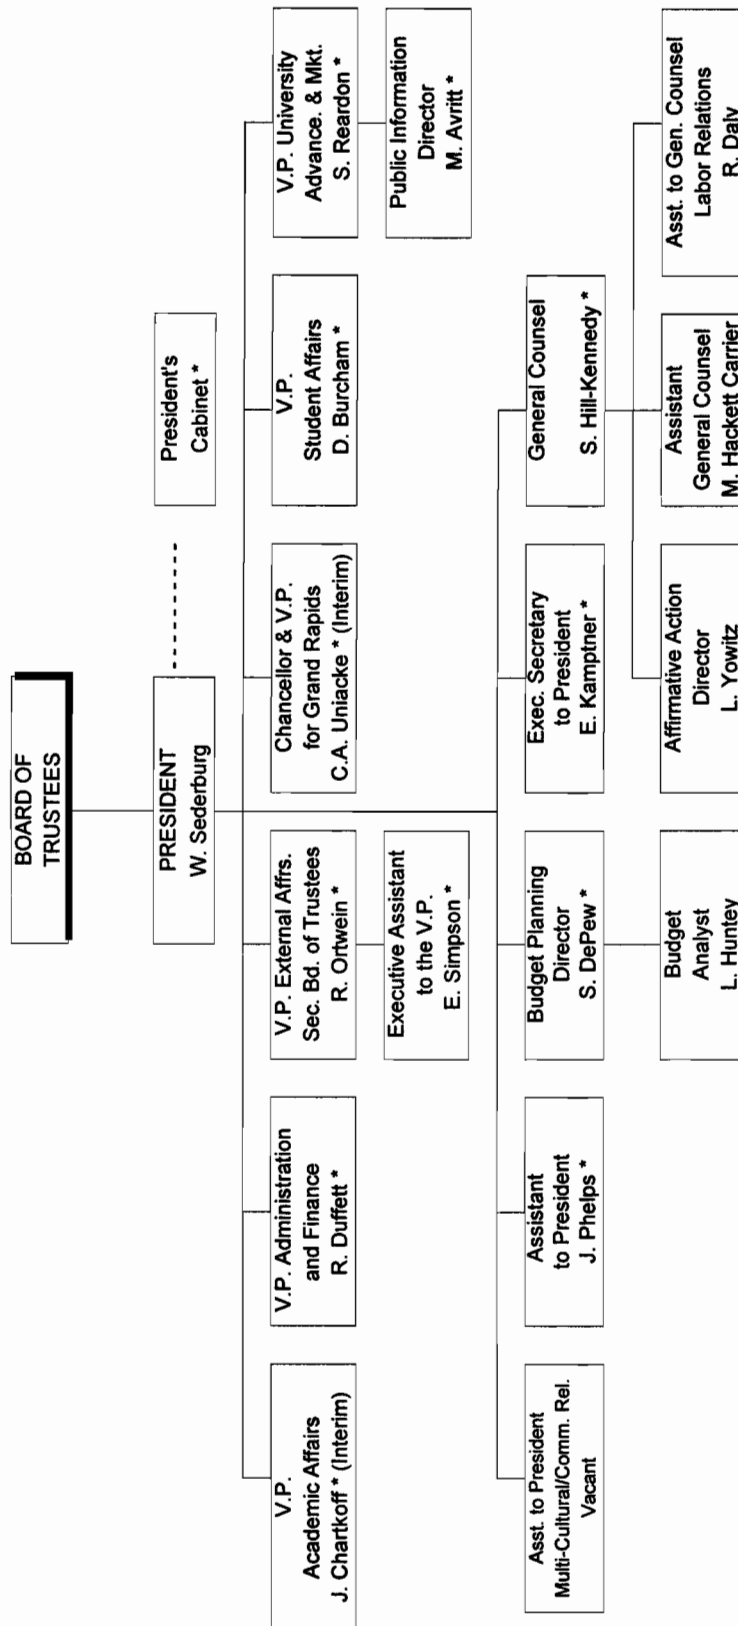 BOARD OF
TRUSTEES
PRESIDENT
W. Sederburg
President's
Cabinet *
V.P.
Academic Affairs
J. Chartkoff * (Interim)
V.P. Administration
and Finance
R. Duffett *
V.P. External Affrs.
Sec. Bd. of Trustees
R. Ortwein *
Chancellor & V.P.
for Grand Rapids
C.A. Uniacke * (Interim)
V.P.
Student Affairs
D. Burcham *
V.P. University
Advance. & Mkt.
S. Reardon *
Executive Assistant
to the V.P.
E. Simpson *
Public Information
Director
M. Avritt *
Asst. to President
Multi-Cultural/Comm. Rel.
Vacant
Assistant
to President
J. Phelps *
Budget Planning
Director
S. DePew *
Exec. Secretary
to President
E. Kamptner *
General Counsel
S. Hill-Kennedy *
Budget
Analyst
L. Huntey
Affirmative Action
Director
L. Yowitz
Assistant
General Counsel
M. Hackett Carrier
Asst. to Gen. Counsel
Labor Relations
R. Daly